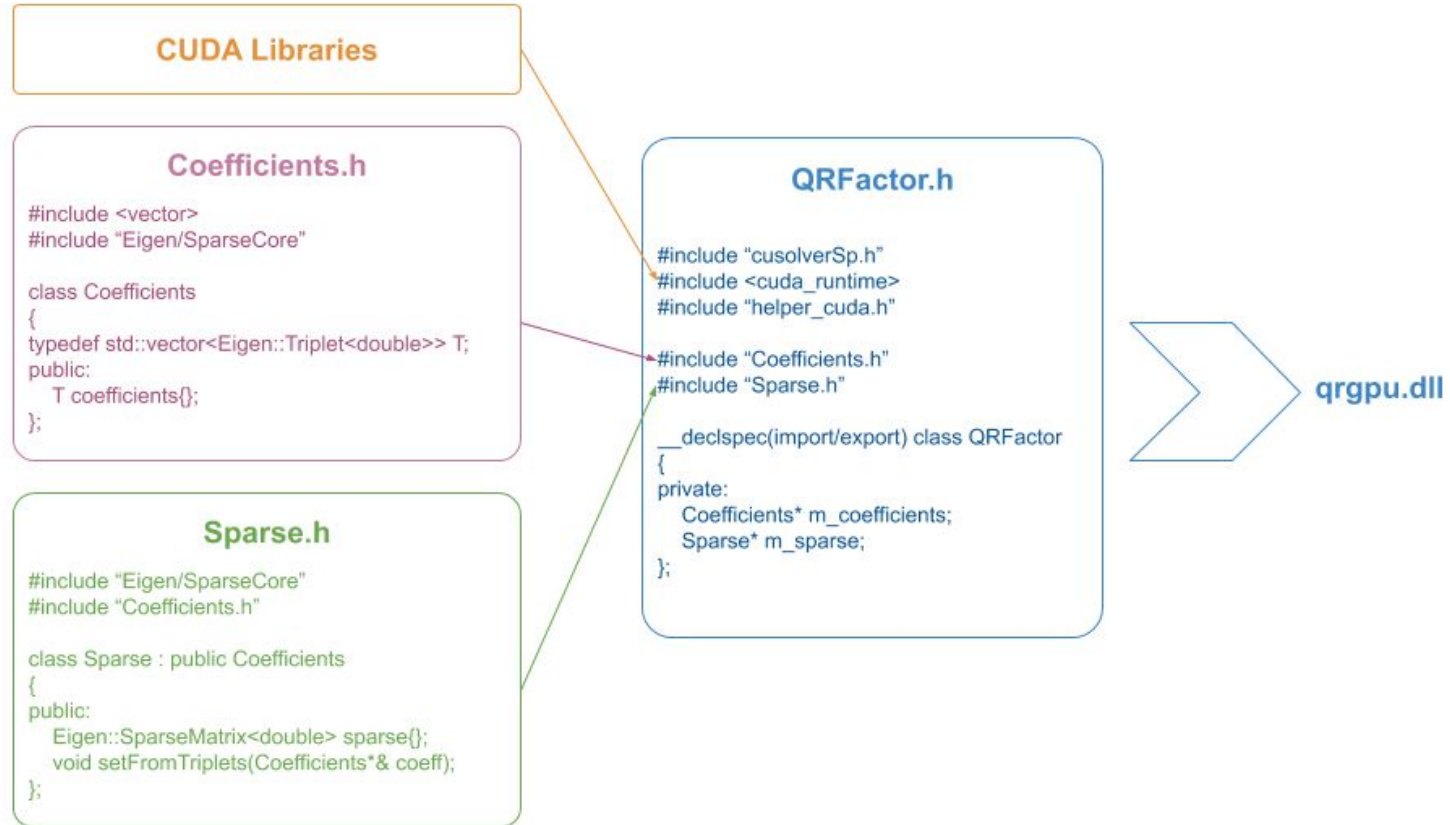 CUDA Libraries
Coefficients.h
#include <vector>
#include “Eigen/SparseCore”
class Coefficients
{
typedef std::vector<Eigen::Triplet<double>> T;
public:
T coefficients{};
};
Sparse.h
#include “Eigen/SparseCore”
#include “Coefficients.h”
class Sparse : public Coefficients
{
public:
Eigen::SparseMatrix<double> sparse{};
void setFromTriplets(Coefficients*& coeff);
};
QRFactor.h
#include “cusolverSp.h”
#include <cuda_runtime>
#include “helper_cuda.h”
#include “Coefficients.h”
#include “Sparse.h”
__declspec(import/export) class QRFactor
{
private:
Coefficients* m_coefficients;
Sparse* m_sparse;
};
qrgpu.dll